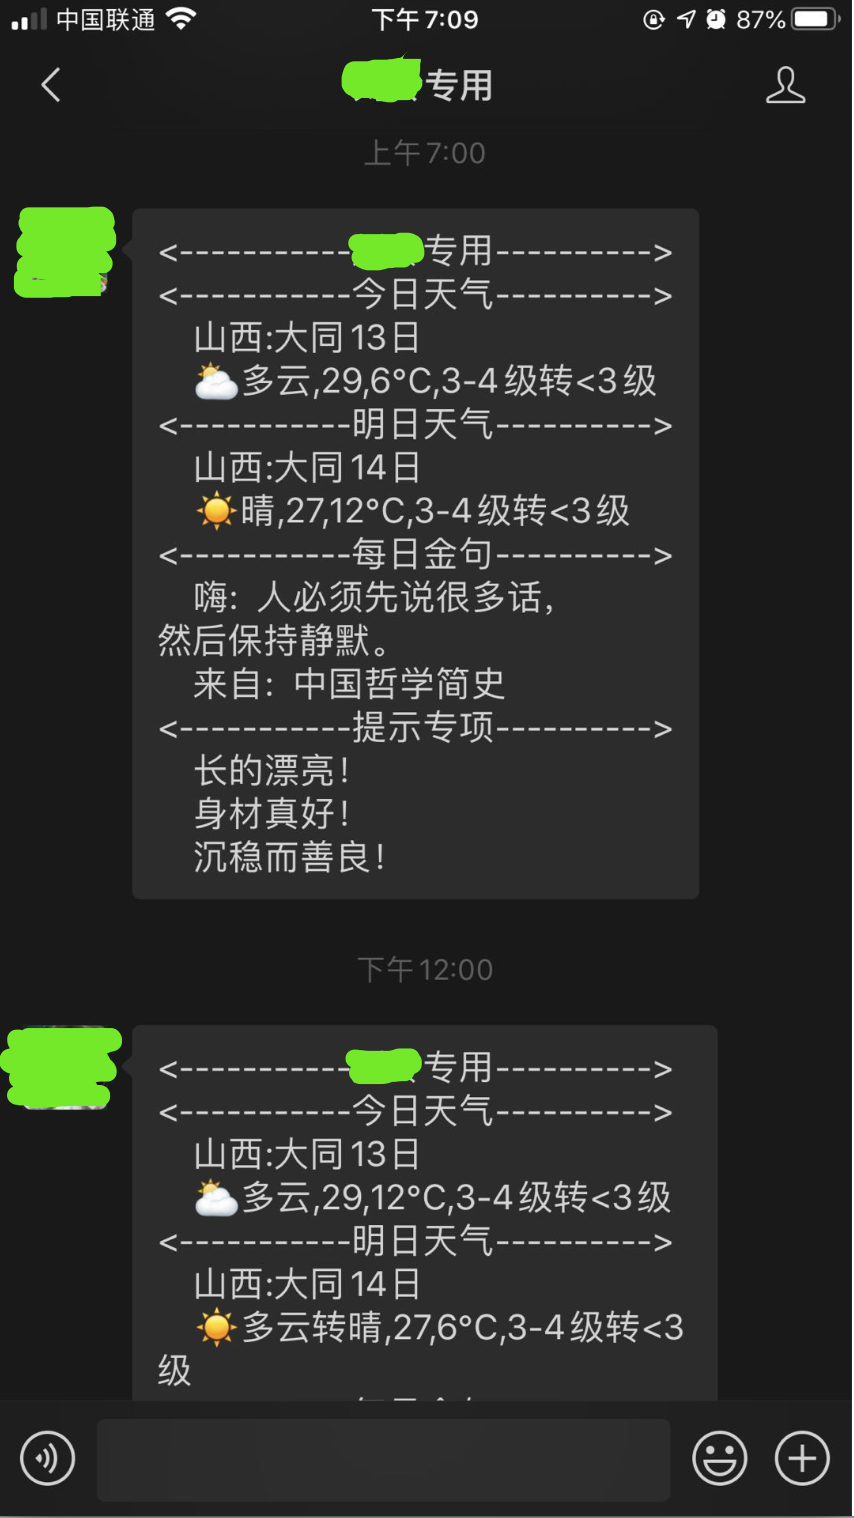 中国联通
下午7:09
87%
专用
上午7:00
<-----------专用---------->
<-----------今日天气---------->
山西:大同13日
多云,29,6°C,3-4级转<3级
<-----------明日天气---------->
山西:大同14日
晴,27,12°C,3-4级转<3级
<-----------每日金句---------->
嗨：人必须先说很多话，
然后保持静默。
来自：中国哲学简史
<-----------提示专项---------->
长的漂亮！
身材真好！
沉稳而善良！
下午12:00
<-----------专用---------->
<-----------今日天气---------->
山西:大同13日
多云,29,12°C,3-4级转<3级
<-----------明日天气---------->
山西:大同14日
多云转晴,27,6°C,3-4级转<3
级